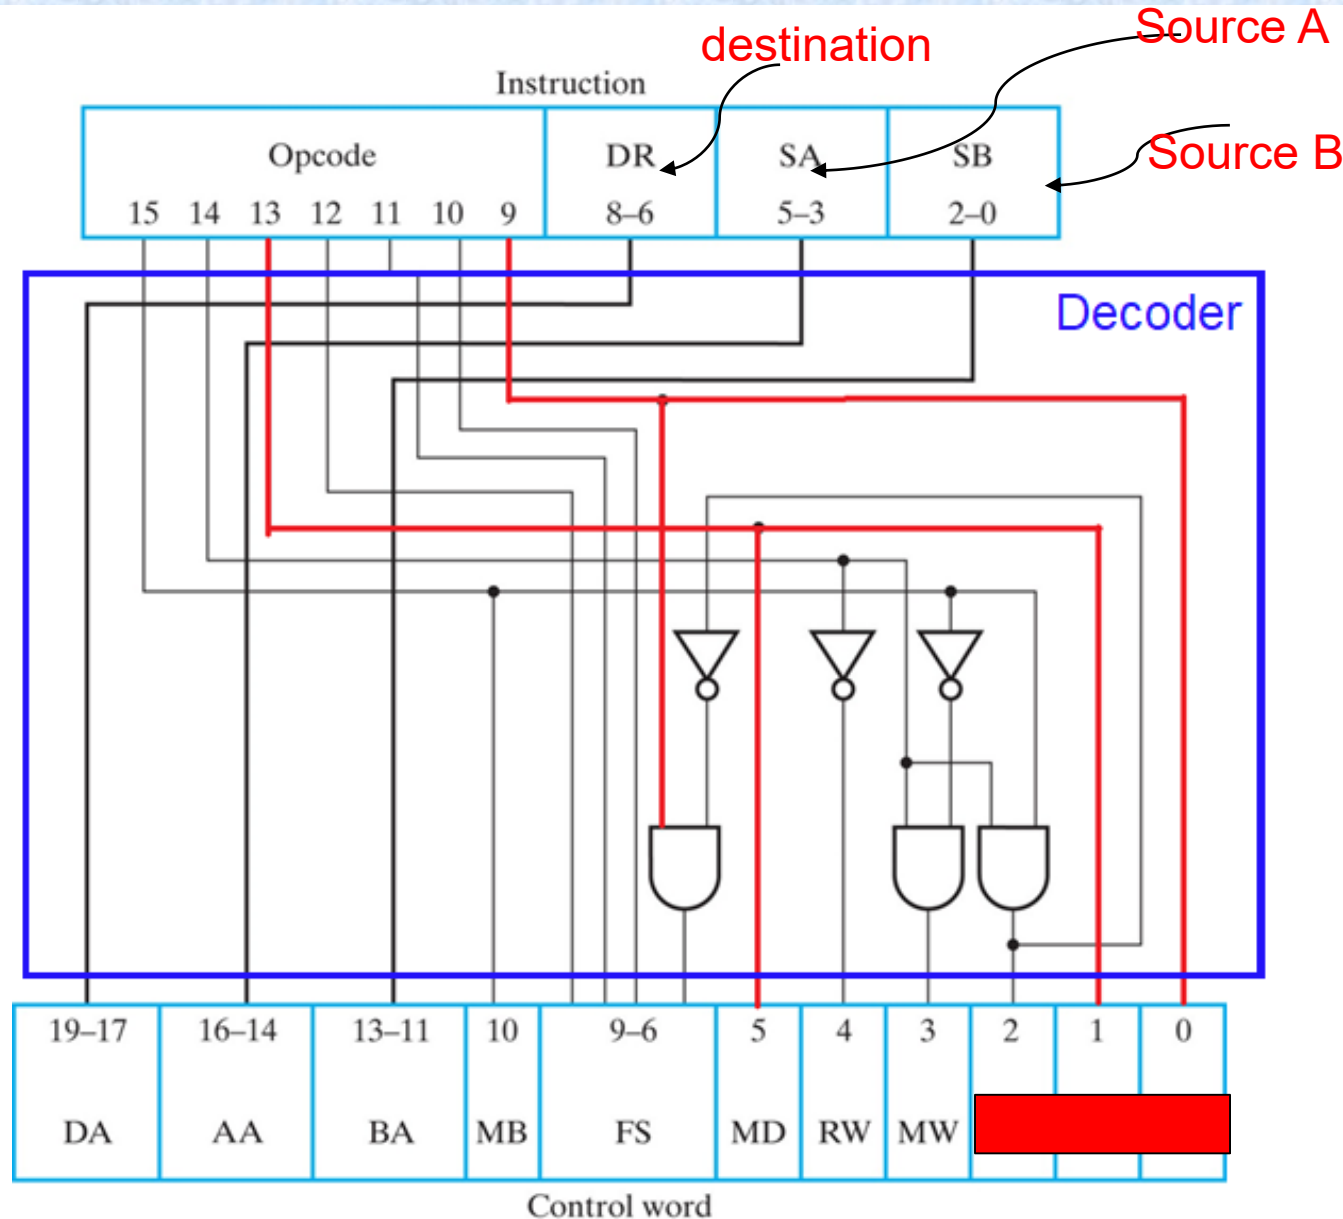 destination
Source A
Instruction
Opcode
DR
SA
SB
Source B
15 14 13 12 11 10 9
8–6
5–3
2–0
Decoder
19–17 16–14 13–11 10 9–6 5 4 3 2 1 0
DA AA BA MB FS MD RW MW
Control word